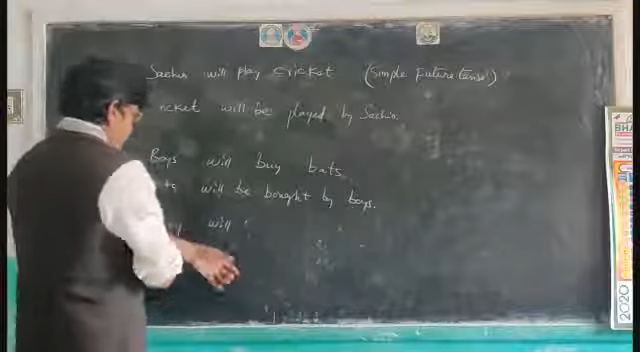 Sachin will play cricket (Simple Future tense)
icket will be played by Sachin.
Boys will buy bats.
ts will be bought by boys.
will
2020